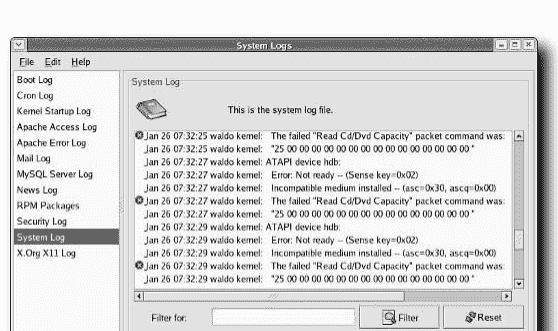 System Logs
File Edit Help
Boot Log
Cron Log
Kernel Startup Log
Apache Access Log
Apache Error Log
Mail Log
MySQL Server Log
News Log
RPM Packages
Security Log
System Log
X.Org X11 Log
System Log
This is the system log file.
Jan 26 07:32:25 waldo kernel: The failed "Read Cd/Dvd Capacity" packet command was:
Jan 26 07:32:25 waldo kernel: "25 00 00 00 00 00 00 00 00 00 00 00 00 00 00 00 "
Jan 26 07:32:27 waldo kernel: ATAPI device hdb:
Jan 26 07:32:27 waldo kernel: Error: Not ready -- (Sense key=0x02)
Jan 26 07:32:27 waldo kernel: Incompatible medium installed -- (asc=0x30, ascq=0x00)
Jan 26 07:32:27 waldo kernel: The failed "Read Cd/Dvd Capacity" packet command was:
Jan 26 07:32:27 waldo kernel: "25 00 00 00 00 00 00 00 00 00 00 00 00 00 00 00 "
Jan 26 07:32:29 waldo kernel: ATAPI device hdb:
Jan 26 07:32:29 waldo kernel: Error: Not ready -- (Sense key=0x02)
Jan 26 07:32:29 waldo kernel: Incompatible medium installed -- (asc=0x30, ascq=0x00)
Jan 26 07:32:29 waldo kernel: The failed "Read Cd/Dvd Capacity" packet command was:
Jan 26 07:32:29 waldo kernel: "25 00 00 00 00 00 00 00 00 00 00 00 00 00 00 00 "
Filter for: Filter Reset